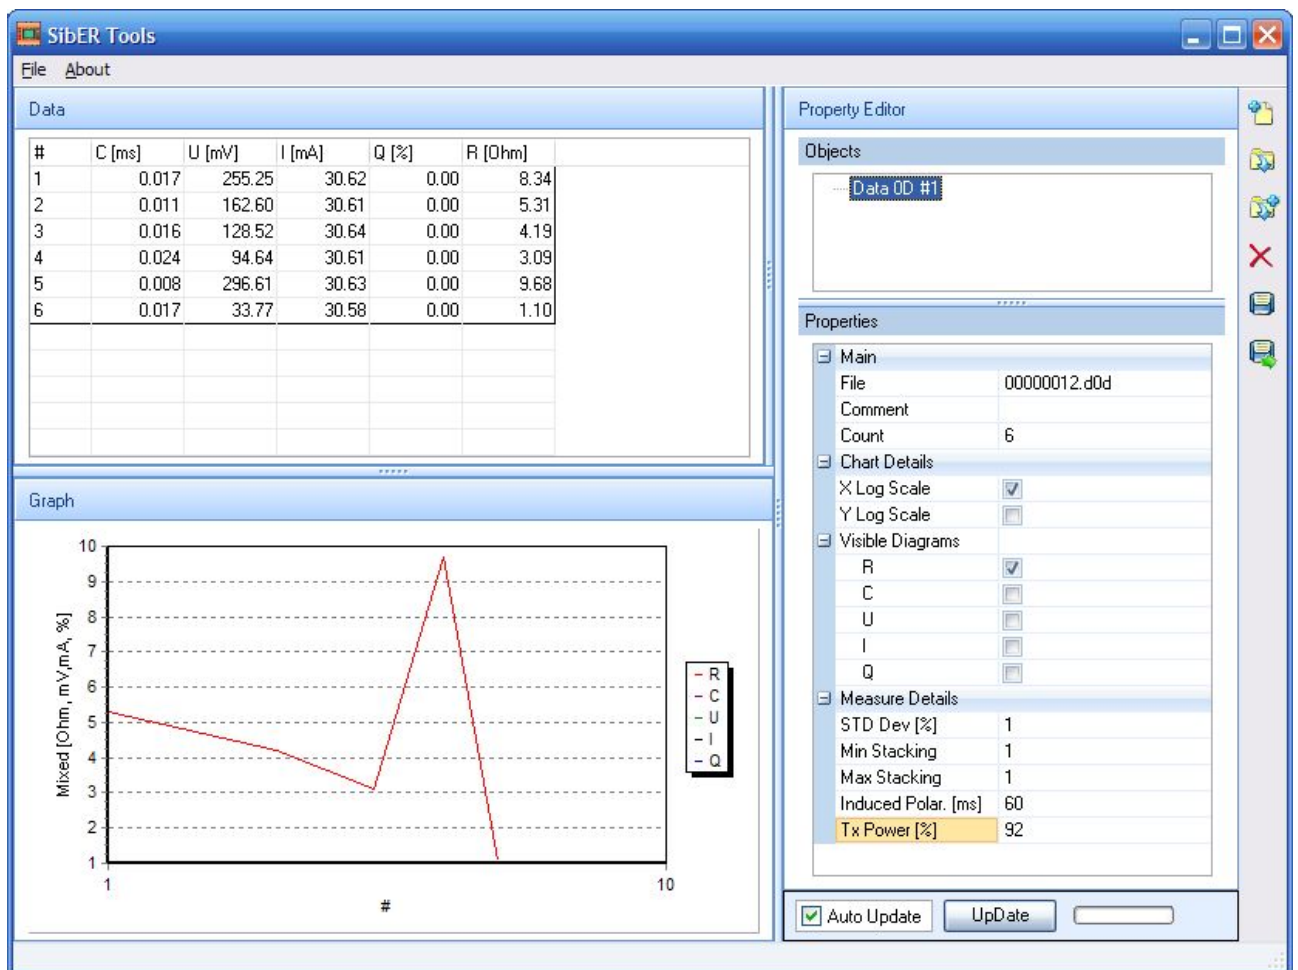 SibER Tools
File About
Data
# C [ms] U [mV] I [mA] Q [%] R [Ohm]
1 0.017 255.25 30.62 0.00 8.34
2 0.011 162.60 30.61 0.00 5.31
3 0.016 128.52 30.64 0.00 4.19
4 0.024 94.64 30.61 0.00 3.09
5 0.008 296.61 30.63 0.00 9.68
6 0.017 33.77 30.58 0.00 1.10
Graph
10
9
8
7
6
5
4
3
2
1
Mixed [Ohm, mV,mA, %]
1 10
#
R
C
U
I
Q
Property Editor
Objects
Data 0D #1
Properties
Main
File 00000012.d0d
Comment
Count 6
Chart Details
X Log Scale
Y Log Scale
Visible Diagrams
R
C
U
I
Q
Measure Details
STD Dev [%] 1
Min Stacking 1
Max Stacking 1
Induced Polar. [ms] 60
Tx Power [%] 92
Auto Update UpDate